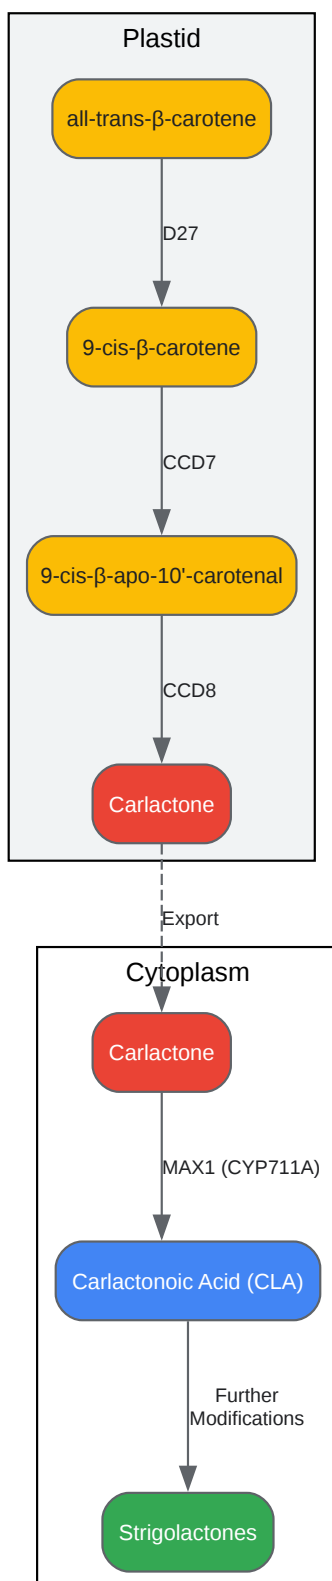 Plastid
all-trans-β-carotene
D27
9-cis-β-carotene
CCD7
9-cis-β-apo-10'-carotenal
CCD8
Carlactone
Export
Cytoplasm
Carlactone
MAX1 (CYP711A)
Carlactonoic Acid (CLA)
Further
Modifications
Strigolactones